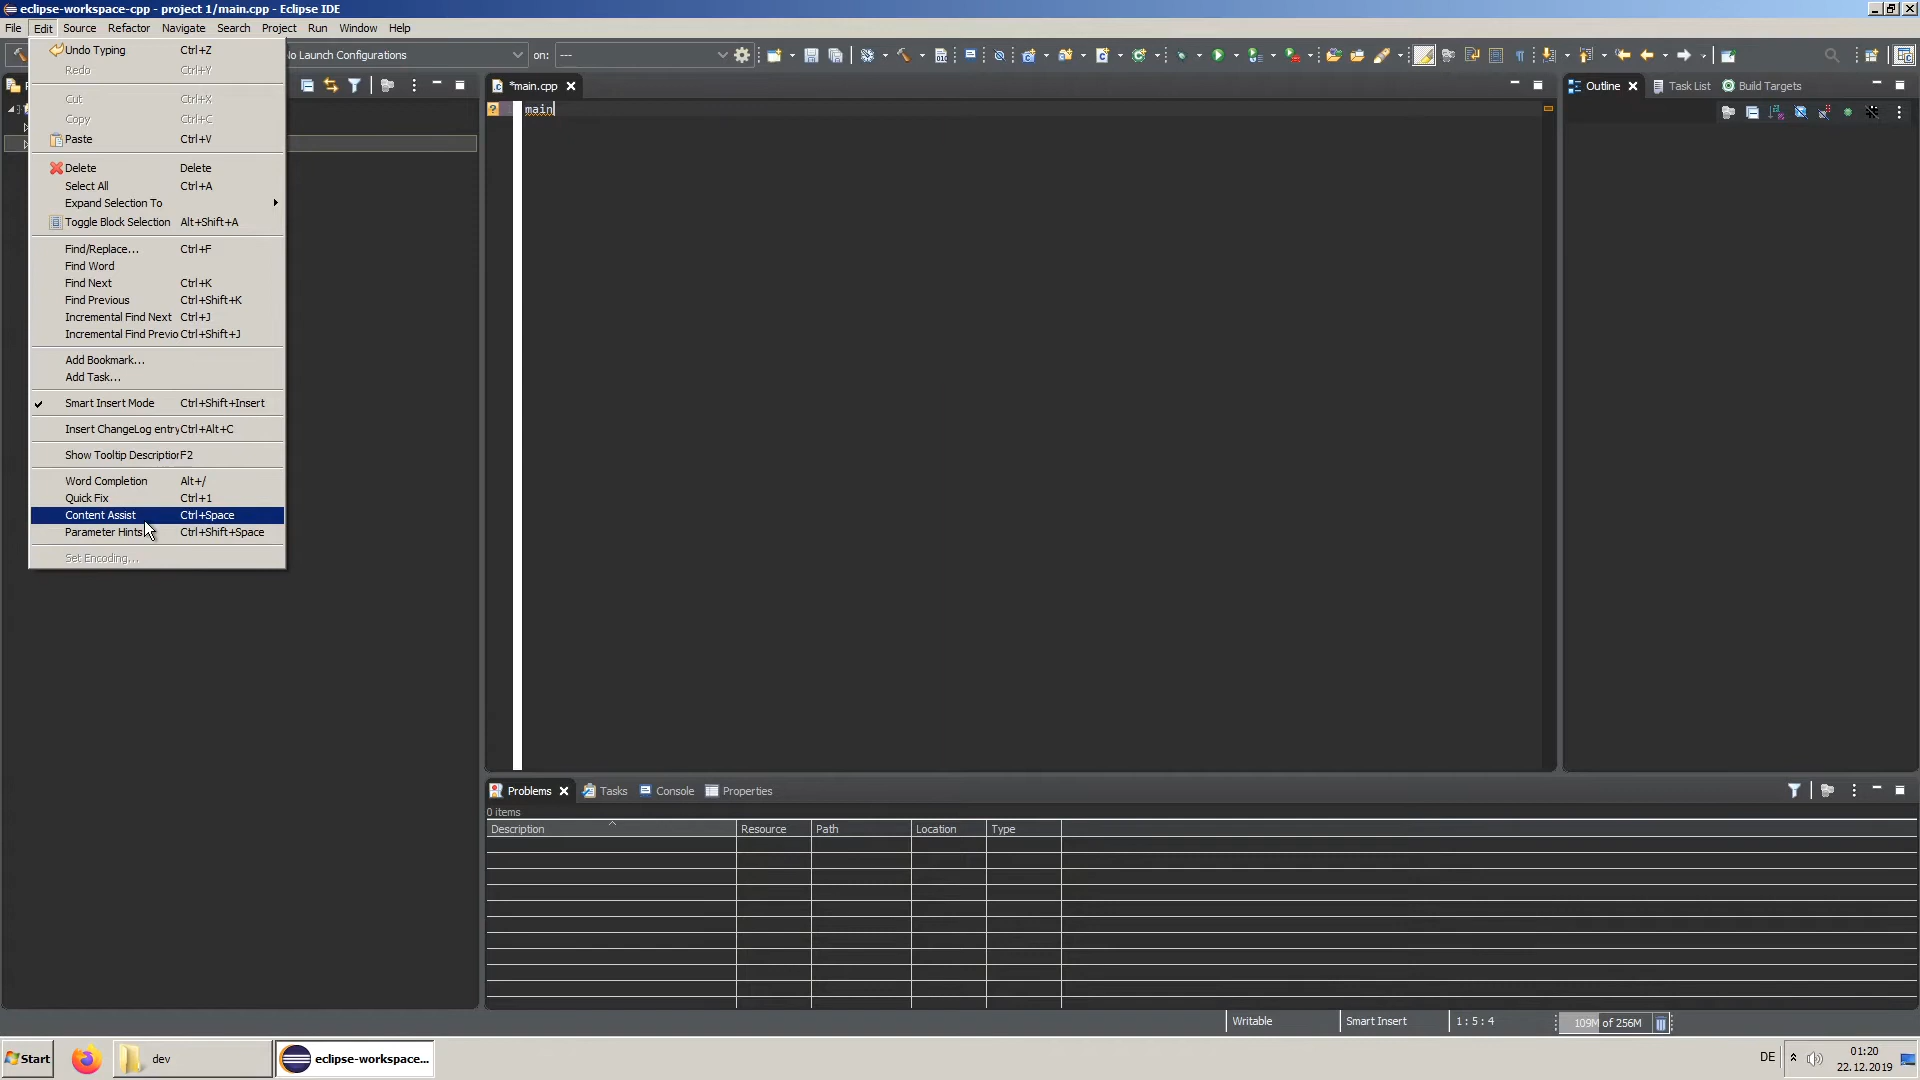 eclipse-workspace-cpp - project 1/main.cpp - Eclipse IDE
File Edit Source Refactor Navigate Search Project Run Window Help
No Launch Configurations on: ---
Undo Typing Ctrl+Z
Redo Ctrl+Y
Cut Ctrl+X
Copy Ctrl+C
Paste Ctrl+V
Delete Delete
Select All Ctrl+A
Expand Selection To
Toggle Block Selection Alt+Shift+A
Find/Replace... Ctrl+F
Find Word
Find Next Ctrl+K
Find Previous Ctrl+Shift+K
Incremental Find Next Ctrl+J
Incremental Find Previo Ctrl+Shift+J
Add Bookmark...
Add Task...
Smart Insert Mode Ctrl+Shift+Insert
Insert ChangeLog entry Ctrl+Alt+C
Show Tooltip Description F2
Word Completion Alt+/
Quick Fix Ctrl+1
Content Assist Ctrl+Space
Parameter Hints Ctrl+Shift+Space
Set Encoding...
*main.cpp
main
Outline Task List Build Targets
Problems Tasks Console Properties
0 items
Description Resource Path Location Type
Writable Smart Insert 1 : 5 : 4 109M of 256M
Start dev eclipse-workspace... DE 01:20
22.12.2019